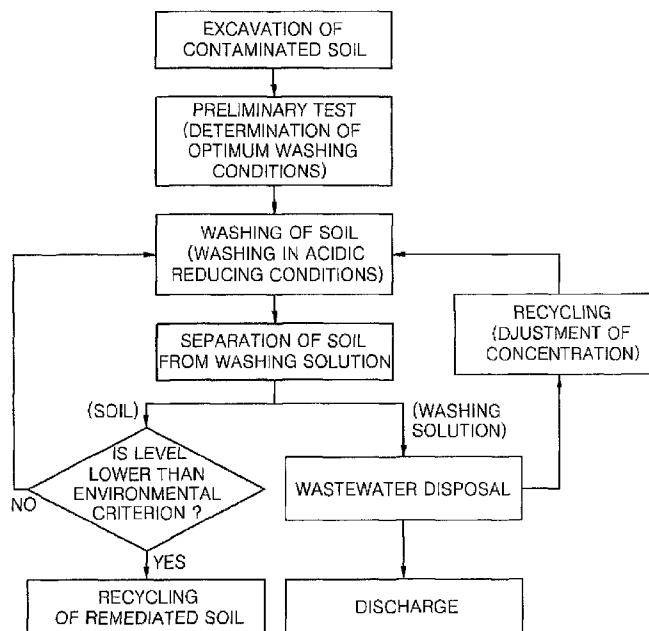 EXCAVATION OF
CONTAMINATED SOIL
PRELIMINARY TEST
(DETERMINATION OF
OPTIMUM WASHING
CONDITIONS)
WASHING OF SOIL
(WASHING IN ACIDIC
REDUCING CONDITIONS)
RECYCLING
(DJUSTMENT OF
CONCENTRATION)
SEPARATION OF SOIL
FROM WASHING SOLUTION
(SOIL)
(WASHING
SOLUTION)
IS LEVEL
LOWER THAN
ENVIRONMENTAL
CRITERION ?
NO
WASTEWATER DISPOSAL
YES
RECYCLING
OF REMEDIATED SOIL
DISCHARGE